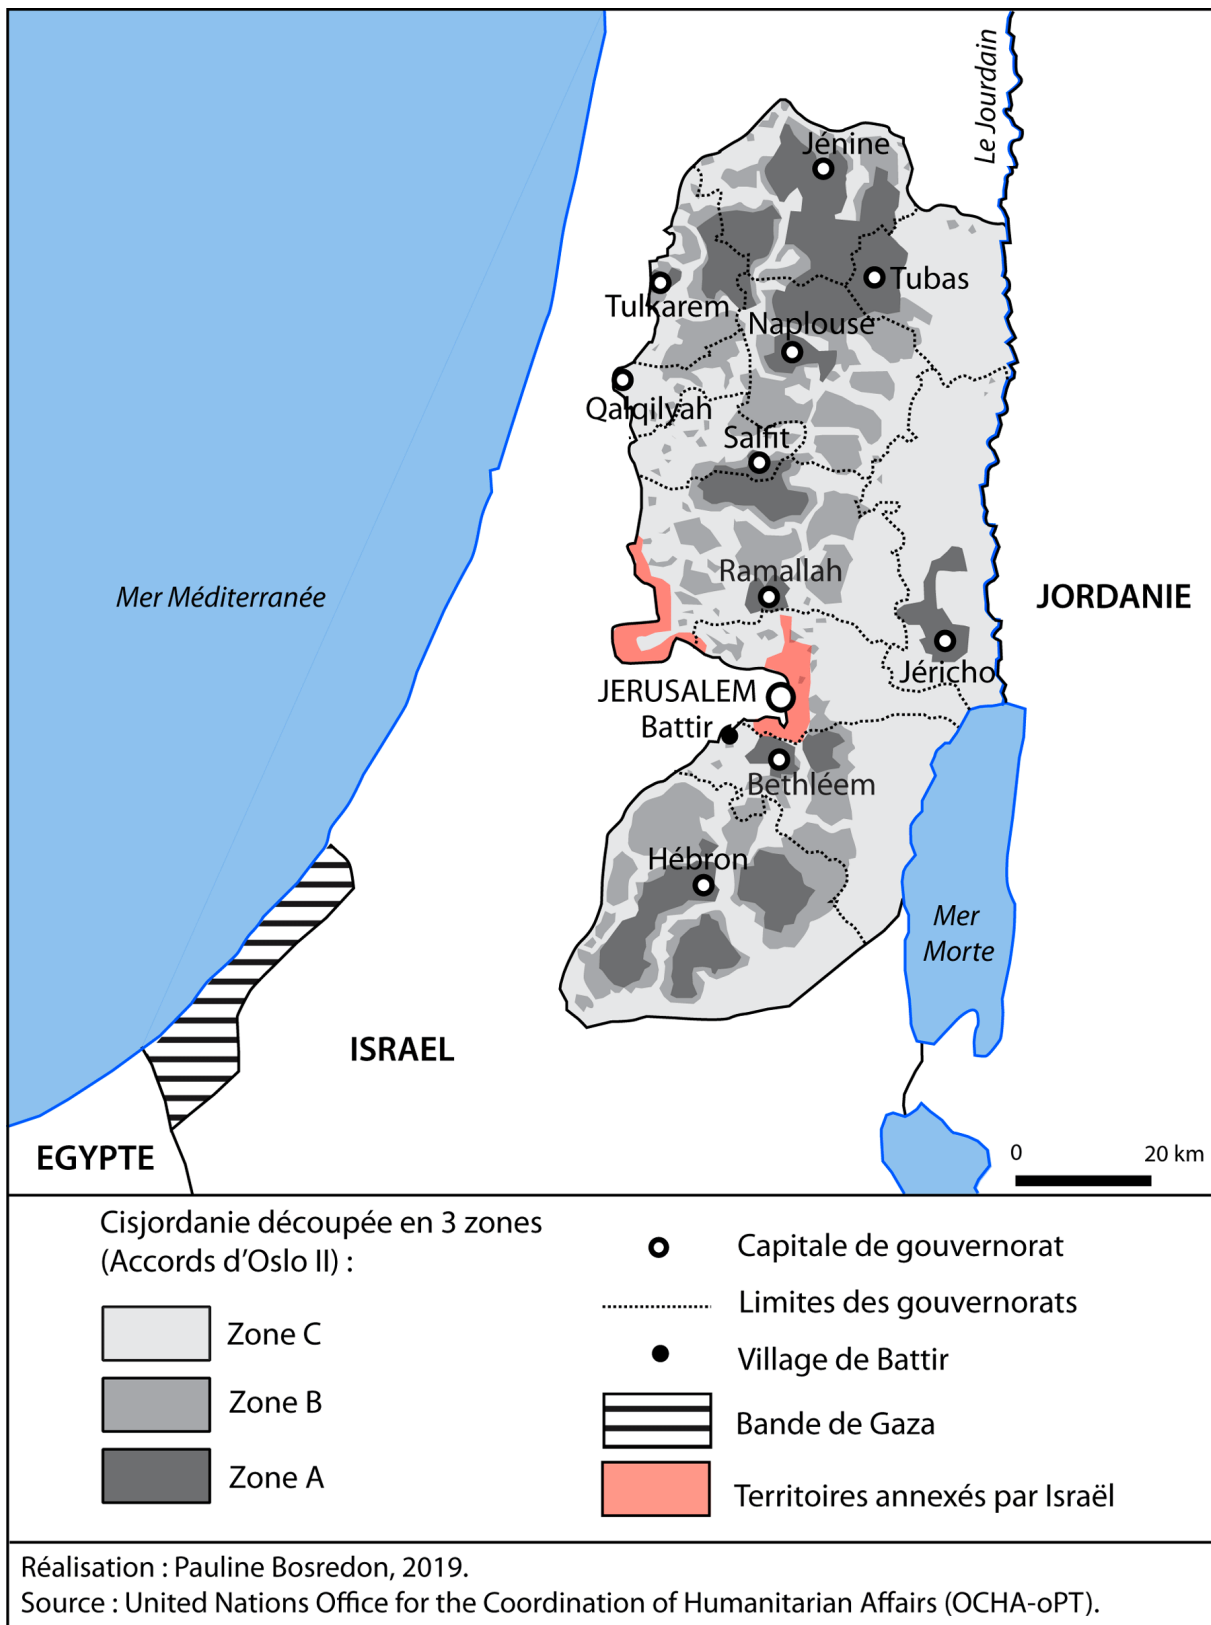 Le Jourdain
Jénine
Tubas
Tulkarem
Naplouse
Qalqilyah
Salfit
Ramallah
Mer Méditerranée
JORDANIE
Jéricho
JERUSALEM
Battir
Bethléem
Hébron
Mer
Morte
ISRAEL
EGYPTE
0 20 km
Cisjordanie découpée en 3 zones
(Accords d'Oslo II) :
Zone C
Zone B
Zone A
Capitale de gouvernorat
Limites des gouvernorats
Village de Battir
Bande de Gaza
Territoires annexés par Israël
Réalisation : Pauline Bosredon, 2019.
Source : United Nations Office for the Coordination of Humanitarian Affairs (OCHA-oPT).